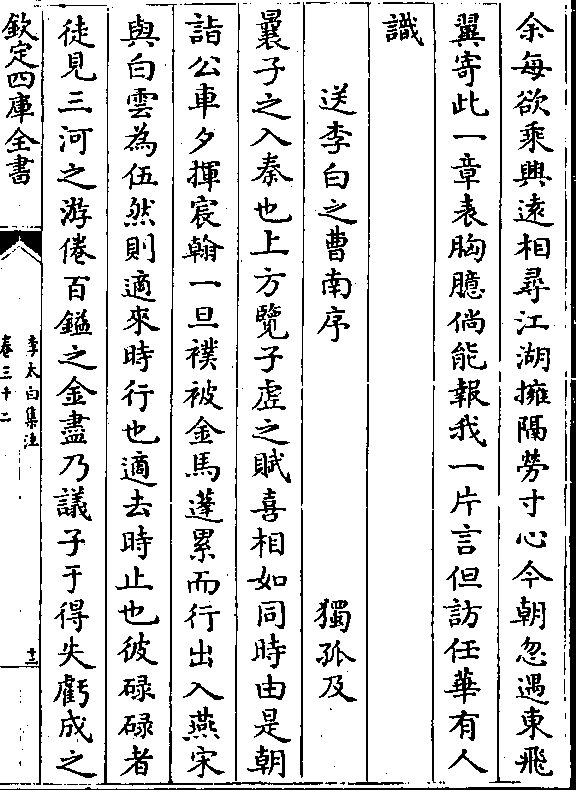 余每欲乘興遠相尋江湖擁隔勞寸心今朝忽遇東飛
翼寄此一章表胸臆倘能報我一片言但訪任華有人
識
送李白之曹南序 獨孤及
曩子之入秦也上方覽子虛之賦喜相如同時由是朝
詣公車夕揮宸翰一旦襆被金馬蓬累而行出入燕宋
與白雲為伍然則適來時行也適去時止也彼碌碌者
徒見三河之游倦百鎰之金盡乃議子于得失虧成之
欽定四庫全書
李太白集注
卷三十二
十三